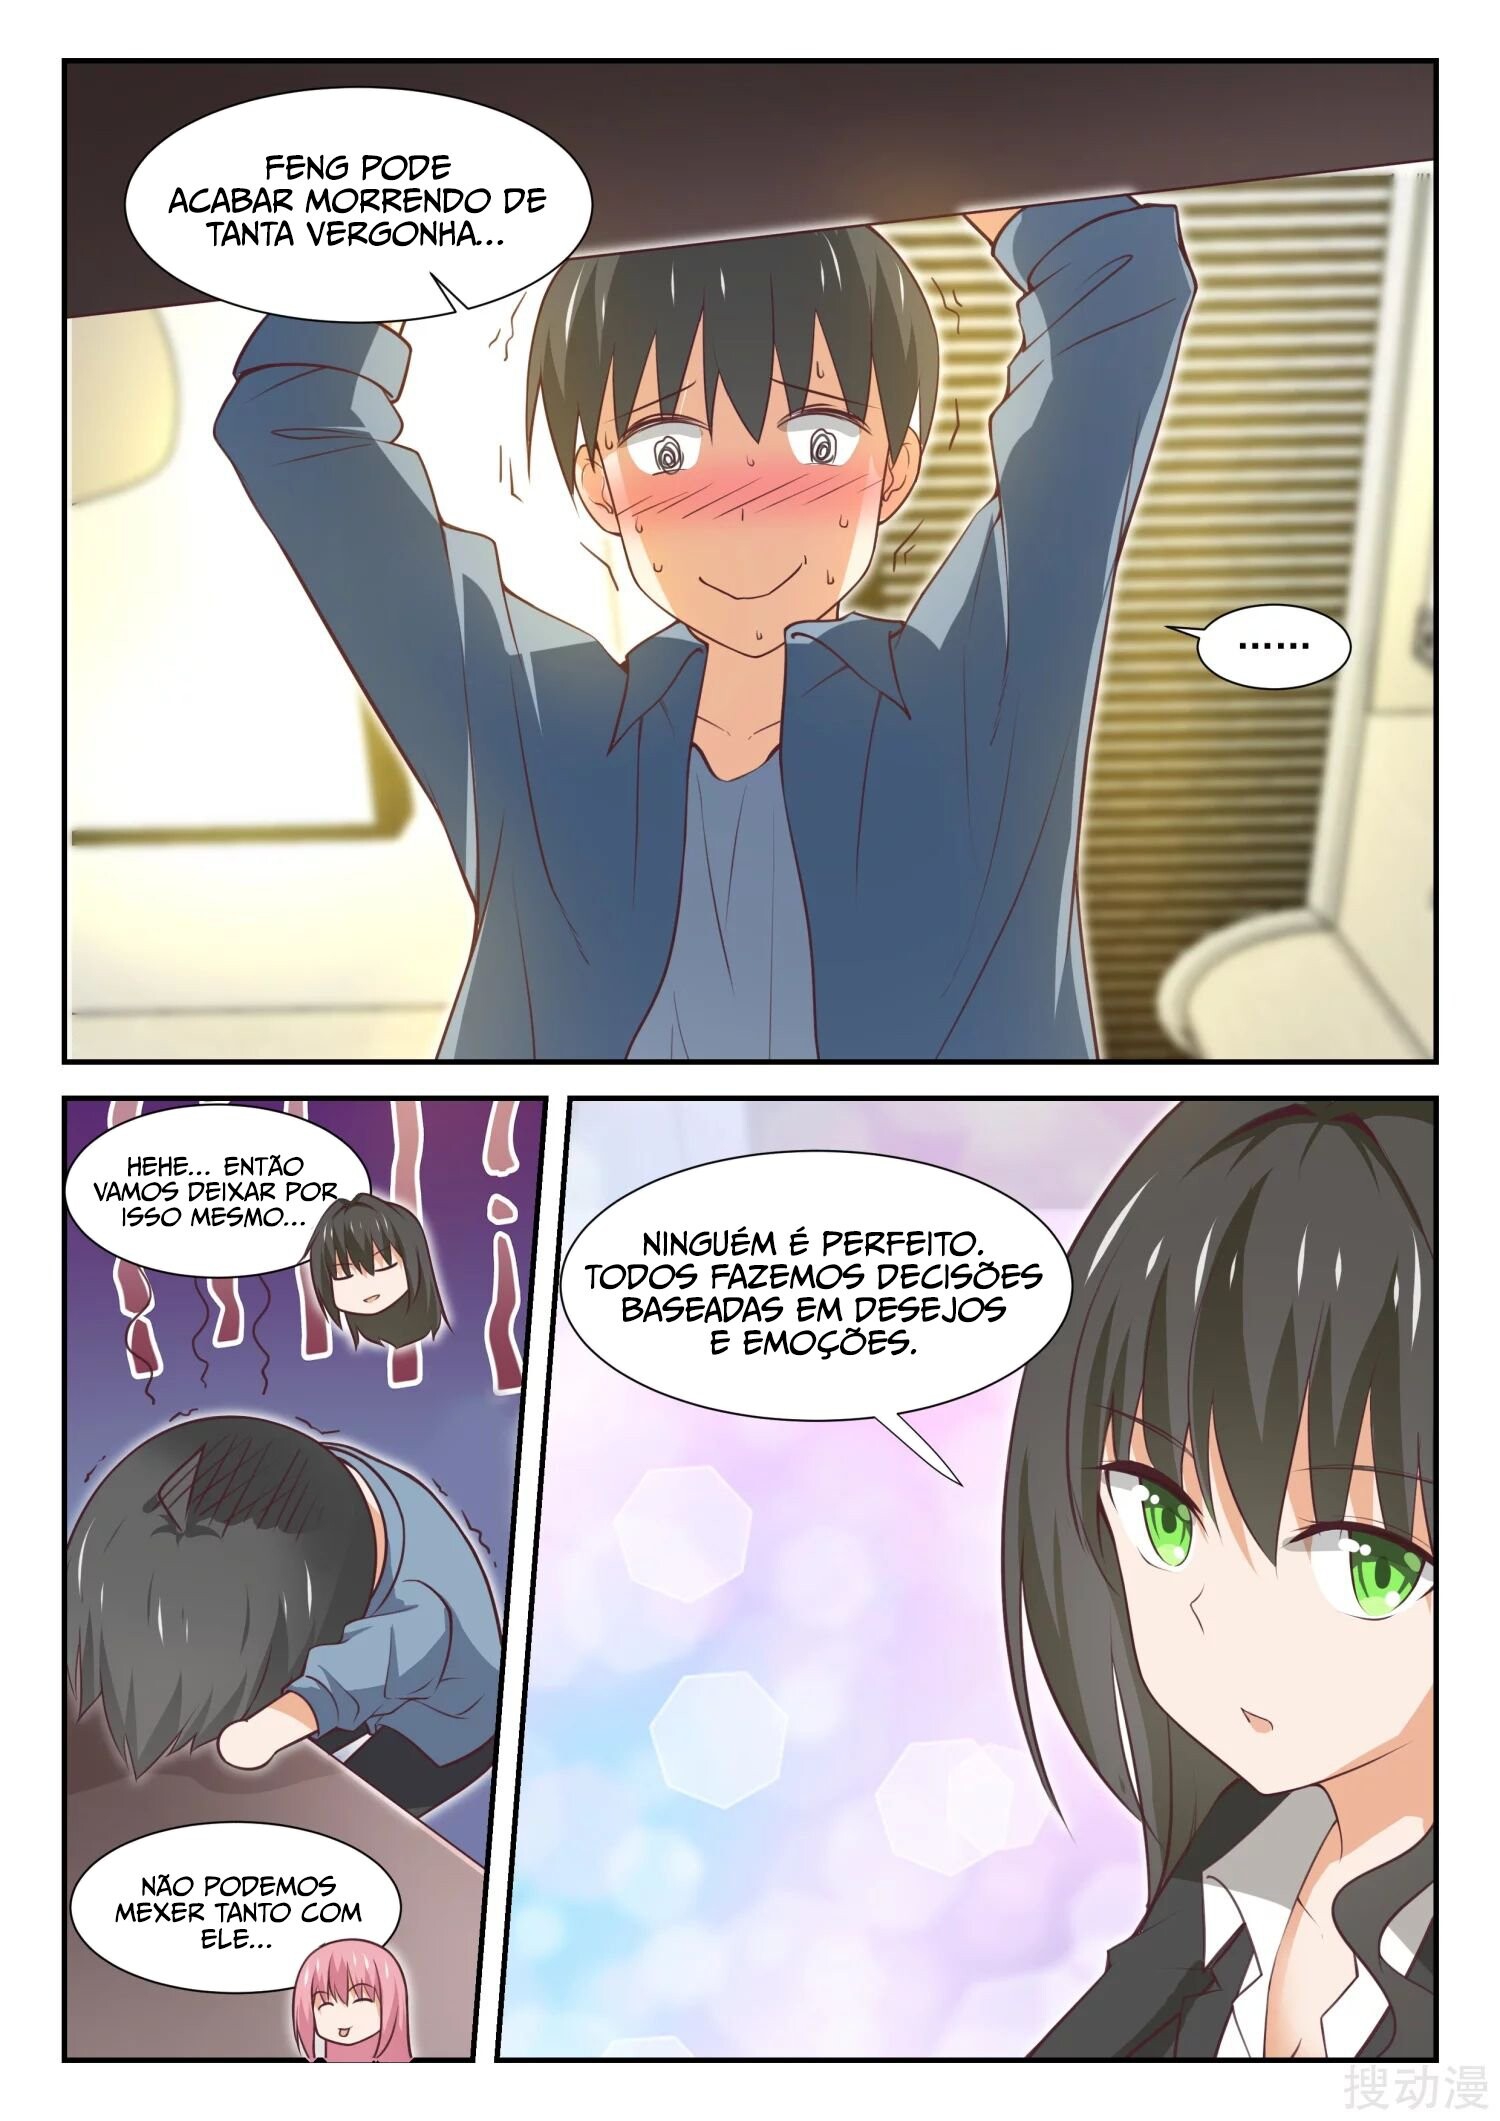 FENG PODE
ACABAR MORRENDO DE
TANTA VERGONHA...
......
HEHE... ENTÃO
VAMOS DEIXAR POR
ISSO MESMO...
NÃO PODEMOS
MEXER TANTO COM
ELE...
NINGUÉM É PERFEITO.
TODOS FAZEMOS DECISÕES
BASEADAS EM DESEJOS
E EMOÇÕES.
搜动漫